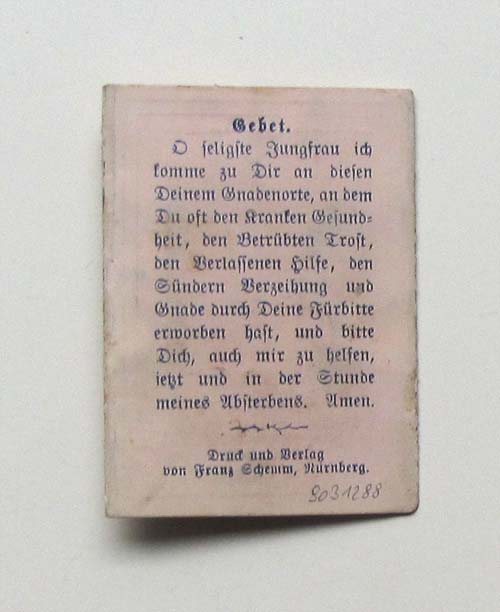 Gebet.
O seligste Jungfrau ich
komme zu Dir an diesen
Deinem Gnadenorte, an dem
Du oft den Kranken Gesund=
heit, den Betrübten Trost,
den Verlassenen Hilfe, den
Sündern Verzeihung und
Gnade durch Deine Fürbitte
erworben hast, und bitte
Dich, auch mir zu helfen,
jetzt und in der Stunde
meines Absterbens. Amen.
Druck und Verlag
von Franz Schemm, Nürnberg.
9031288